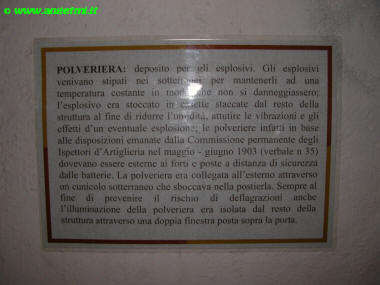 © www.anselmi.it
POLVERIERA: deposito per gli esplosivi. Gli esplosivi
venivano stipati nei sotterranei per mantenerli ad una
temperatura costante in modo che non si danneggiassero;
l'esplosivo era stoccato in casette staccate dal resto della
struttura al fine di ridurre l'umidità, attutire le vibrazioni e gli
effetti d'un eventuale esplosione; le polveriere infatti in base
alle disposizioni emanate dalla Commissione permanente degli
Ispettori d'Artiglieria nel maggio - giugno 1903 (verbale n 35)
dovevano essere esterne ai forti e poste a distanza di sicurezza
dalle batterie. La polveriera era collegata all'esterno attraverso
un cunicolo sotterraneo che sboccava nella postierla. Sempre al
fine di prevenire il rischio di deflagrazioni anche
l'illuminazione della polveriera era isolata dal resto della
struttura attraverso una doppia finestra posta sopra la porta.